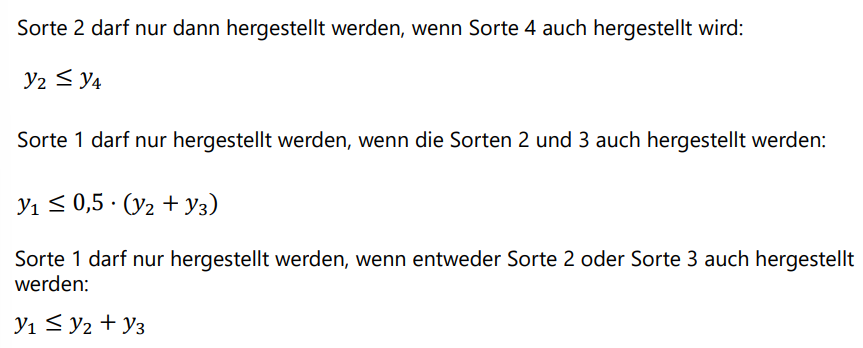 Sorte 2 darf nur dann hergestellt werden, wenn Sorte 4 auch hergestellt wird:
y₂ ≤ y₄
Sorte 1 darf nur hergestellt werden, wenn die Sorten 2 und 3 auch hergestellt werden:
y₁ ≤ 0,5 · (y₂ + y₃)
Sorte 1 darf nur hergestellt werden, wenn entweder Sorte 2 oder Sorte 3 auch hergestellt
werden:
y₁ ≤ y₂ + y₃